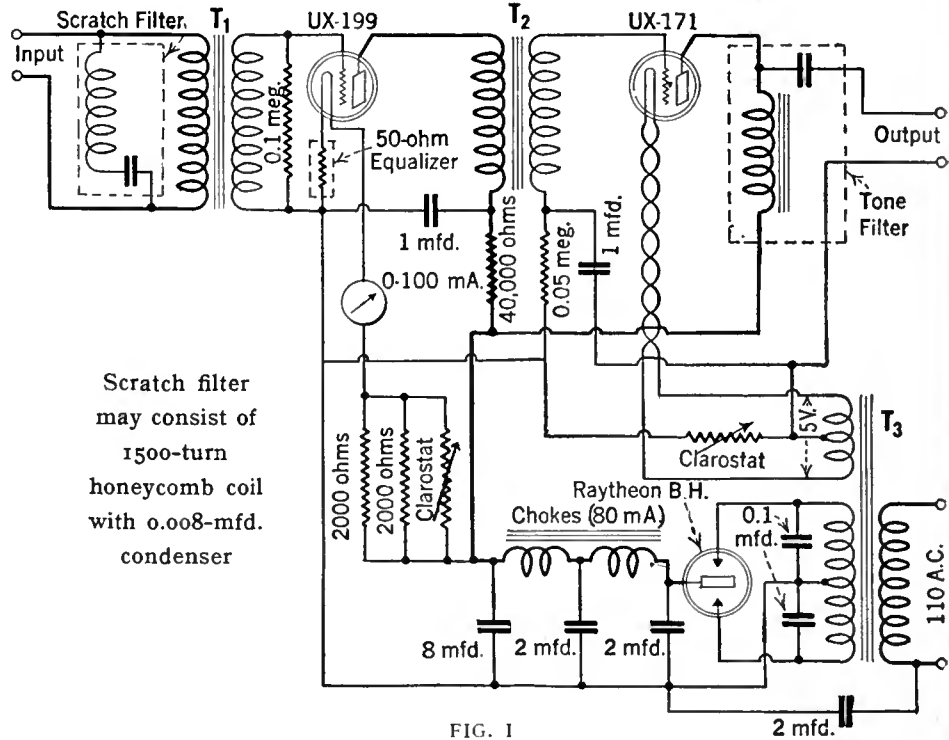 Scratch Filter
T1
UX-199
T2
UX-171
Input
0.1 meg.
50-ohm
Equalizer
Output
Tone
Filter
1 mfd.
0-100 mA.
40,000 ohms
0.05 meg.
1 mfd.
Scratch filter
may consist of
1500-turn
honeycomb coil
with 0.008-mfd.
condenser
2000 ohms
2000 ohms
Clarostat
Clarostat
5V.
T3
Raytheon B.H.
Chokes (80 mA)
0.1
mfd.
110 A.C.
8 mfd.
2 mfd.
2 mfd.
2 mfd.
FIG. I